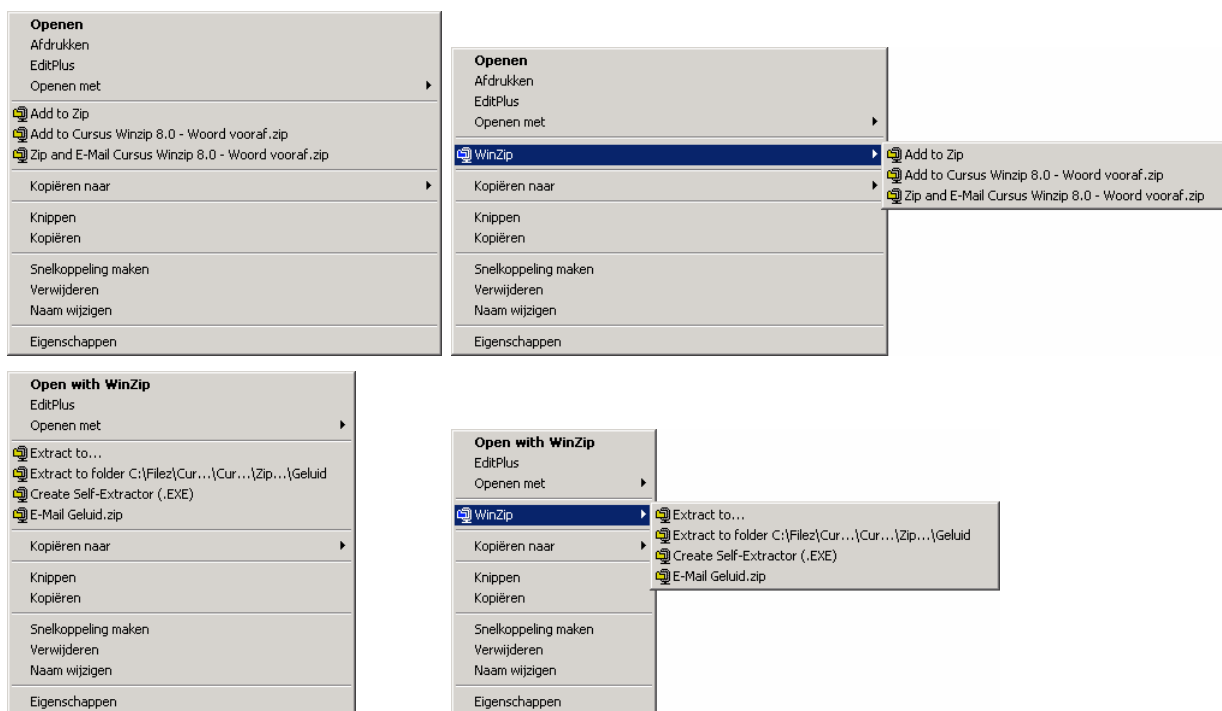 Openen
Afdrukken
EditPlus
Openen met
Add to Zip
Add to Cursus Winzip 8.0 - Woord vooraf.zip
Zip and E-Mail Cursus Winzip 8.0 - Woord vooraf.zip
Kopiëren naar
Knippen
Kopiëren
Snelkoppeling maken
Verwijderen
Naam wijzigen
Eigenschappen
Openen
Afdrukken
EditPlus
Openen met
WinZip
Add to Zip
Add to Cursus Winzip 8.0 - Woord vooraf.zip
Zip and E-Mail Cursus Winzip 8.0 - Woord vooraf.zip
Kopiëren naar
Knippen
Kopiëren
Snelkoppeling maken
Verwijderen
Naam wijzigen
Eigenschappen
Open with WinZip
EditPlus
Openen met
Extract to...
Extract to folder C:\Filez\Cur...\Cur...\Zip...\Geluid
Create Self-Extractor (.EXE)
E-Mail Geluid.zip
Kopiëren naar
Knippen
Kopiëren
Snelkoppeling maken
Verwijderen
Naam wijzigen
Eigenschappen
Open with WinZip
EditPlus
Openen met
WinZip
Extract to...
Extract to folder C:\Filez\Cur...\Cur...\Zip...\Geluid
Create Self-Extractor (.EXE)
E-Mail Geluid.zip
Kopiëren naar
Knippen
Kopiëren
Snelkoppeling maken
Verwijderen
Naam wijzigen
Eigenschappen